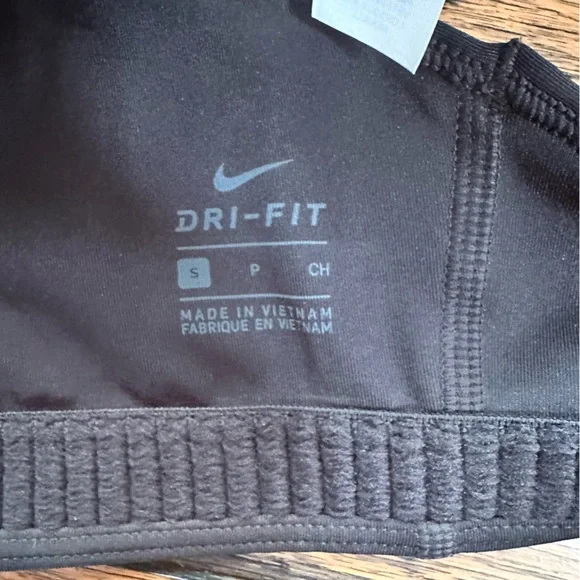 DRI-FIT
S P CH
MADE IN VIETNAM
FABRIQUE EN VIETNAM